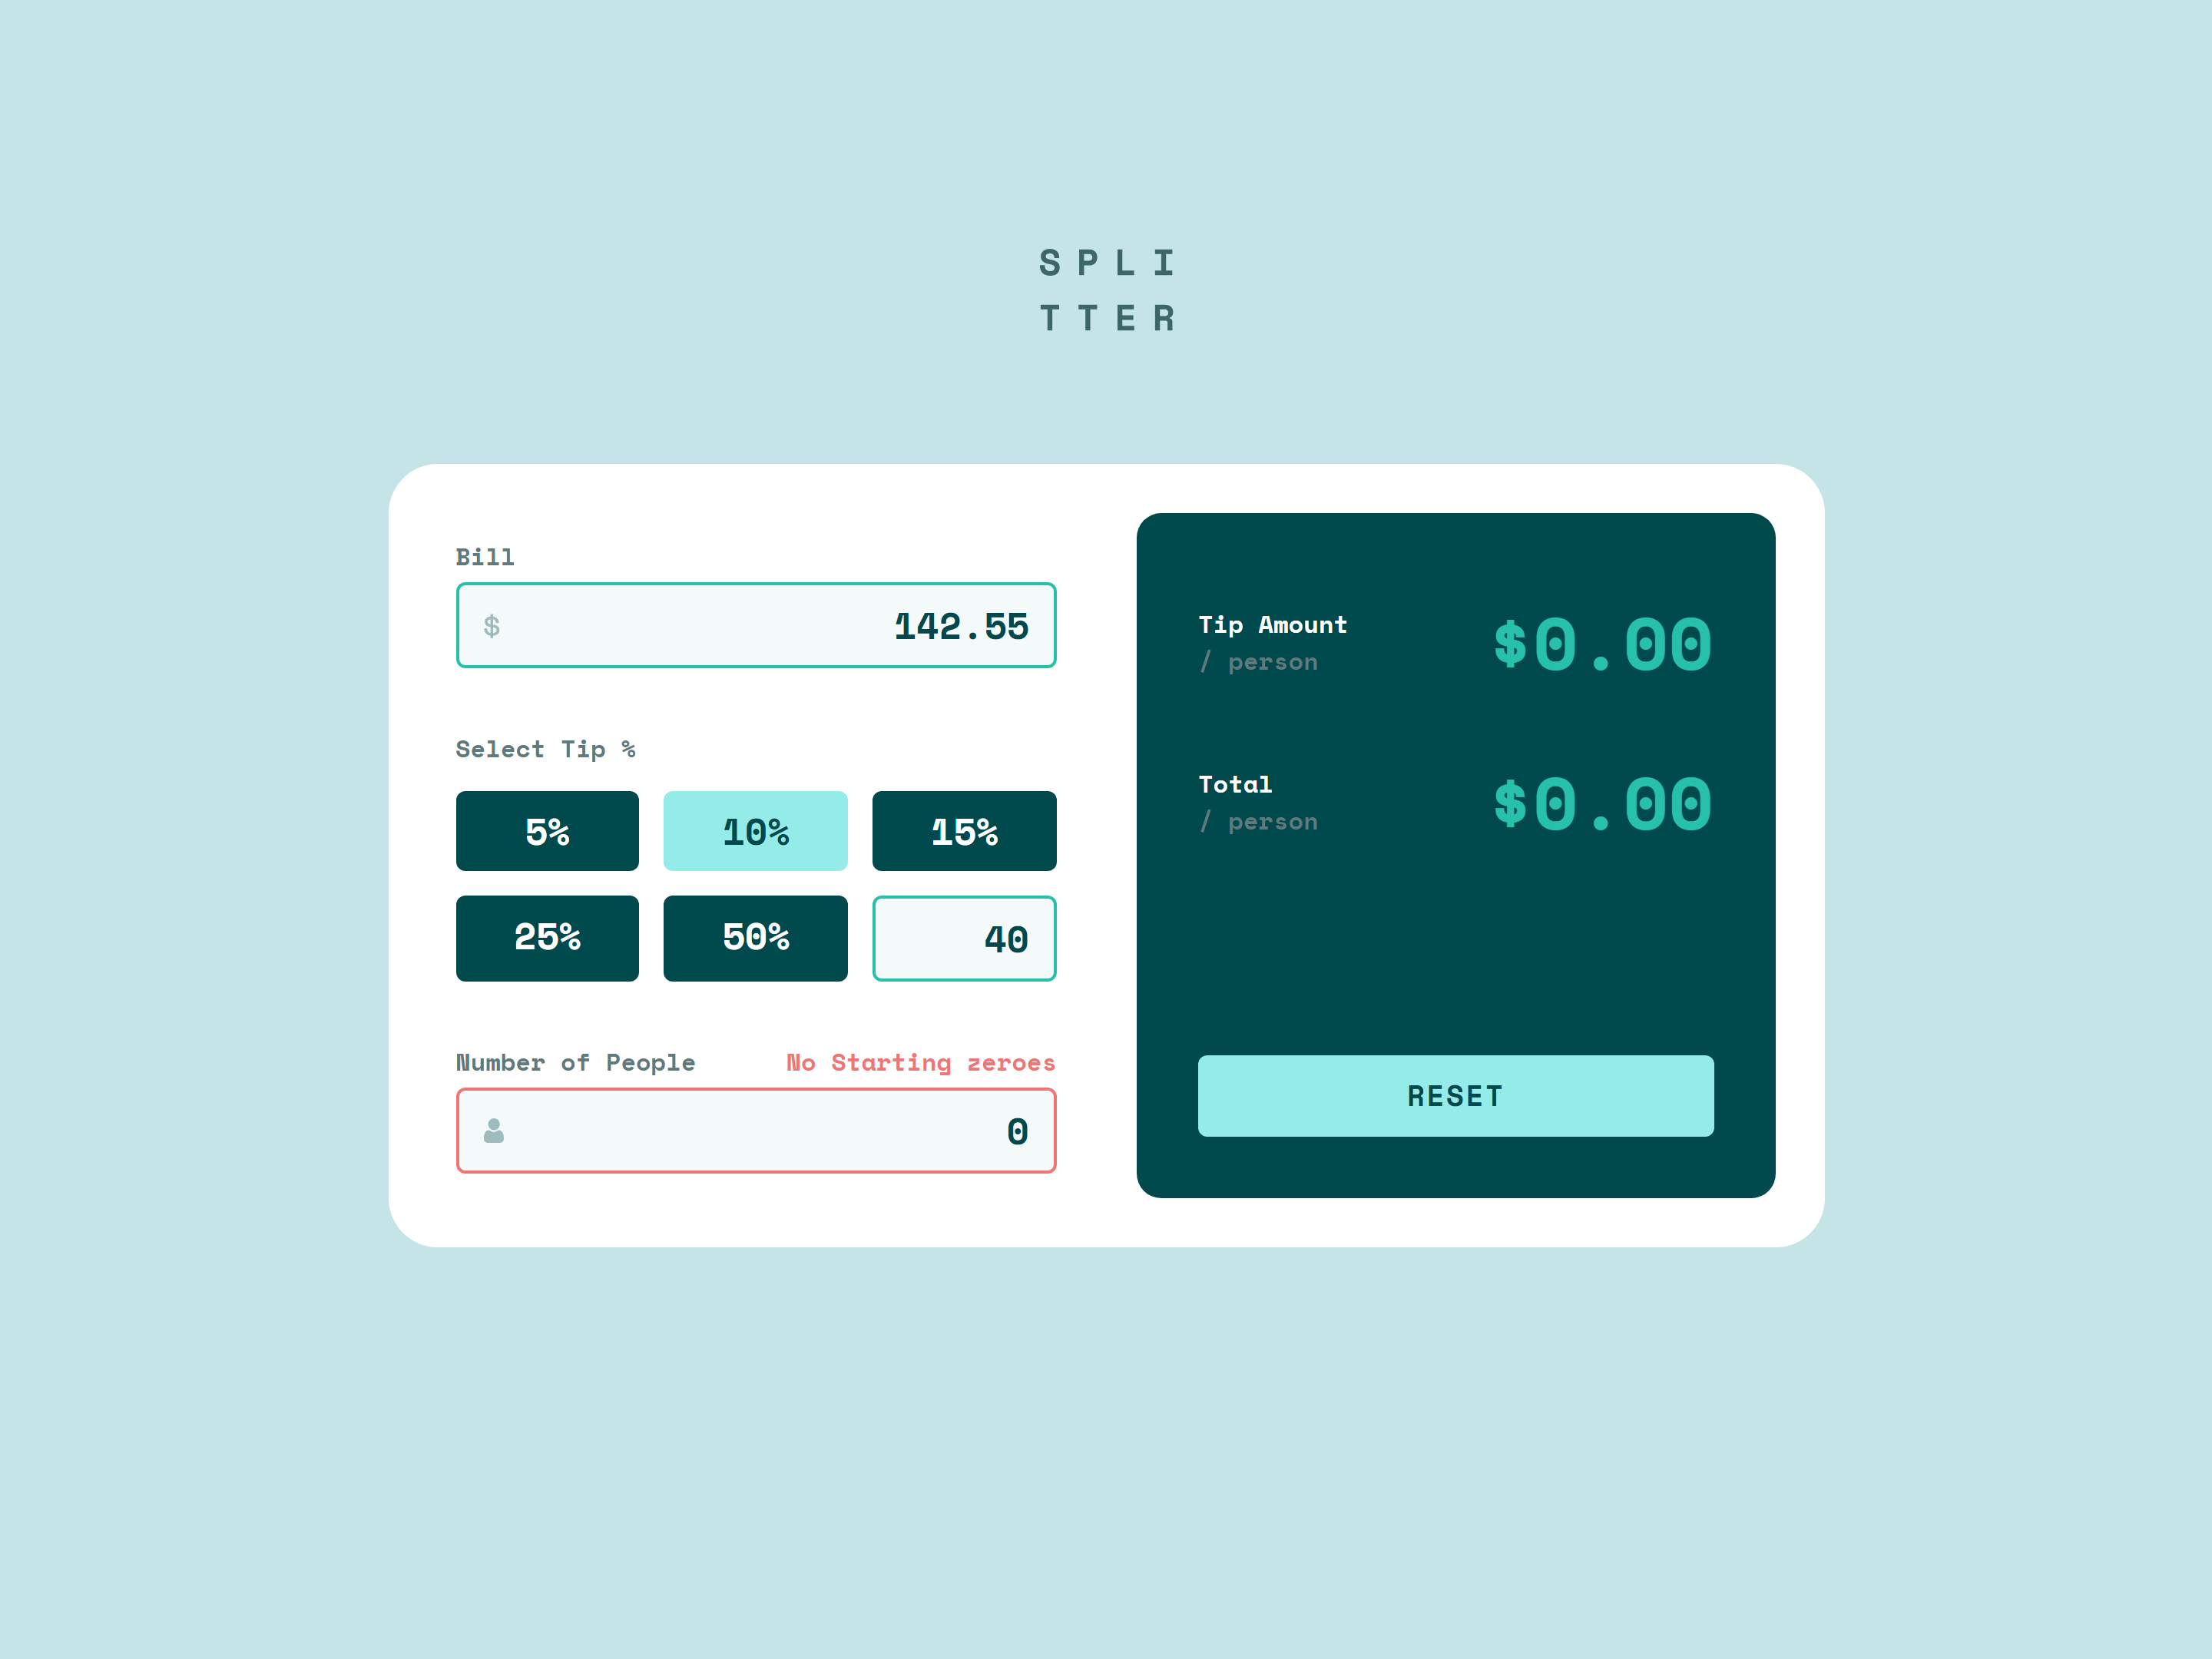 SPLI
TTER
Bill
$ 142.55
Select Tip %
5% 10% 15%
25% 50% 40
Number of People No Starting zeroes
0
Tip Amount
/ person
$0.00
Total
/ person
$0.00
RESET